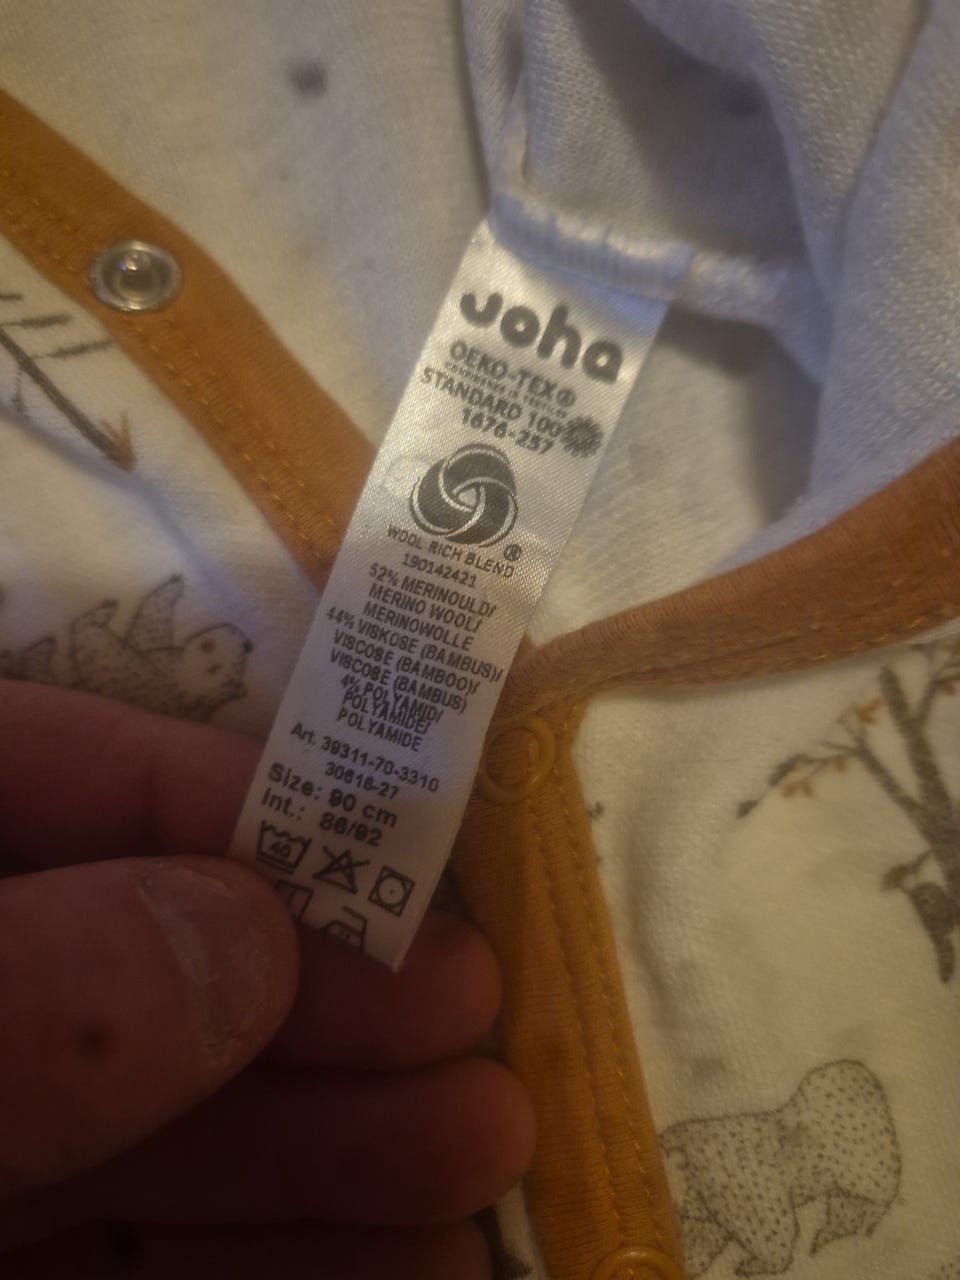 Joha
OEKO-TEX®
STANDARD 100
1676-257
WOOL RICH BLEND
190142421
52% MERINOULD/
MERINO WOOL/
MERINOWOLLE
44% VISKOSE (BAMBUS)/
VISCOSE (BAMBOO)/
VISCOSE (BAMBUS)
4% POLYAMID/
POLYAMIDE/
POLYAMIDE
Art. 39311-70-3310
30616-27
Size: 90 cm
Int.: 86/92
40